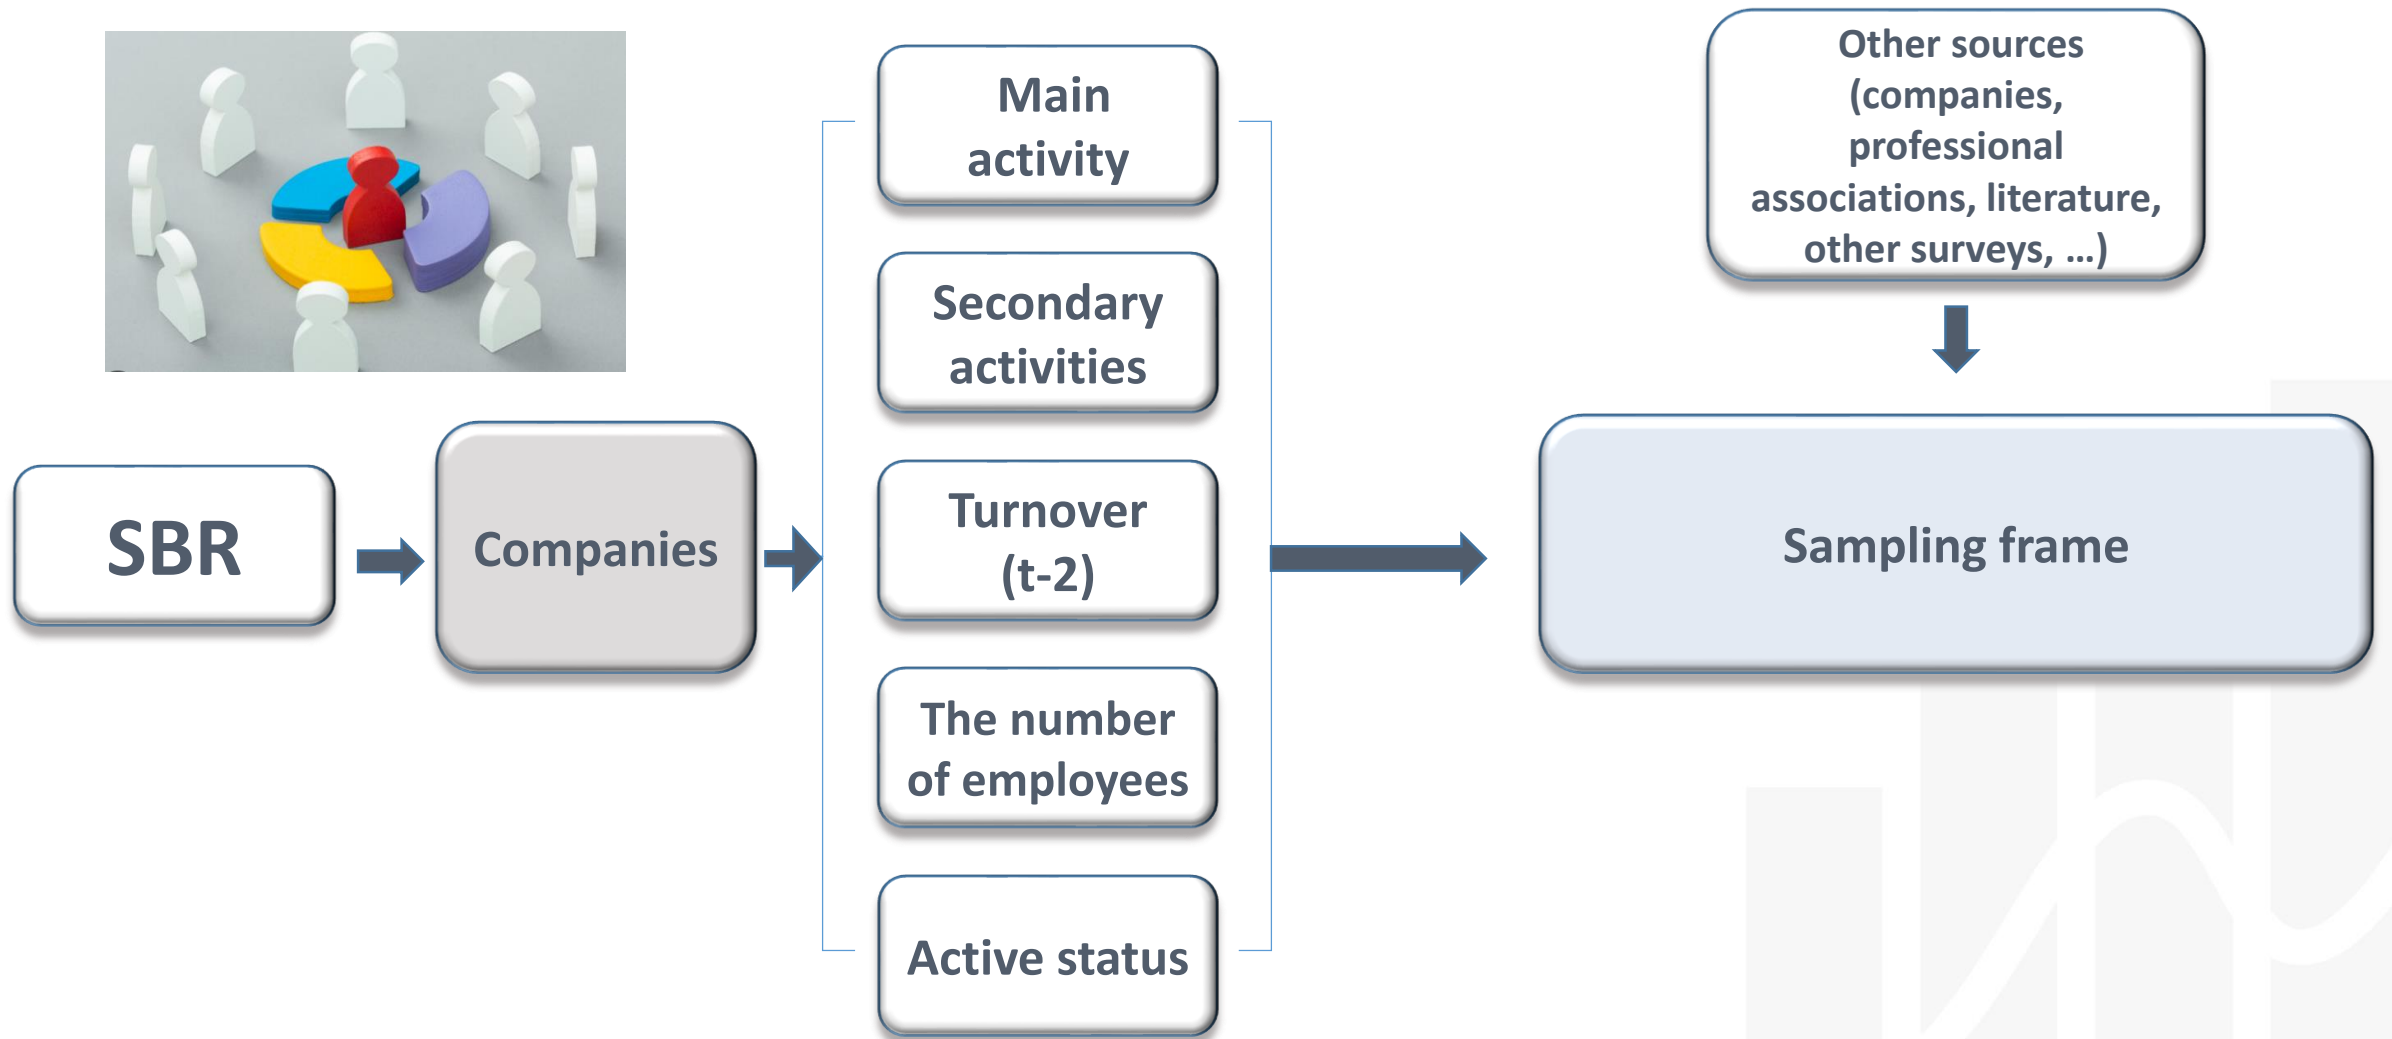 SBR
Companies
Main
activity
Secondary
activities
Turnover
(t-2)
The number
of employees
Active status
Other sources
(companies,
professional
associations, literature,
other surveys, ...)
Sampling frame